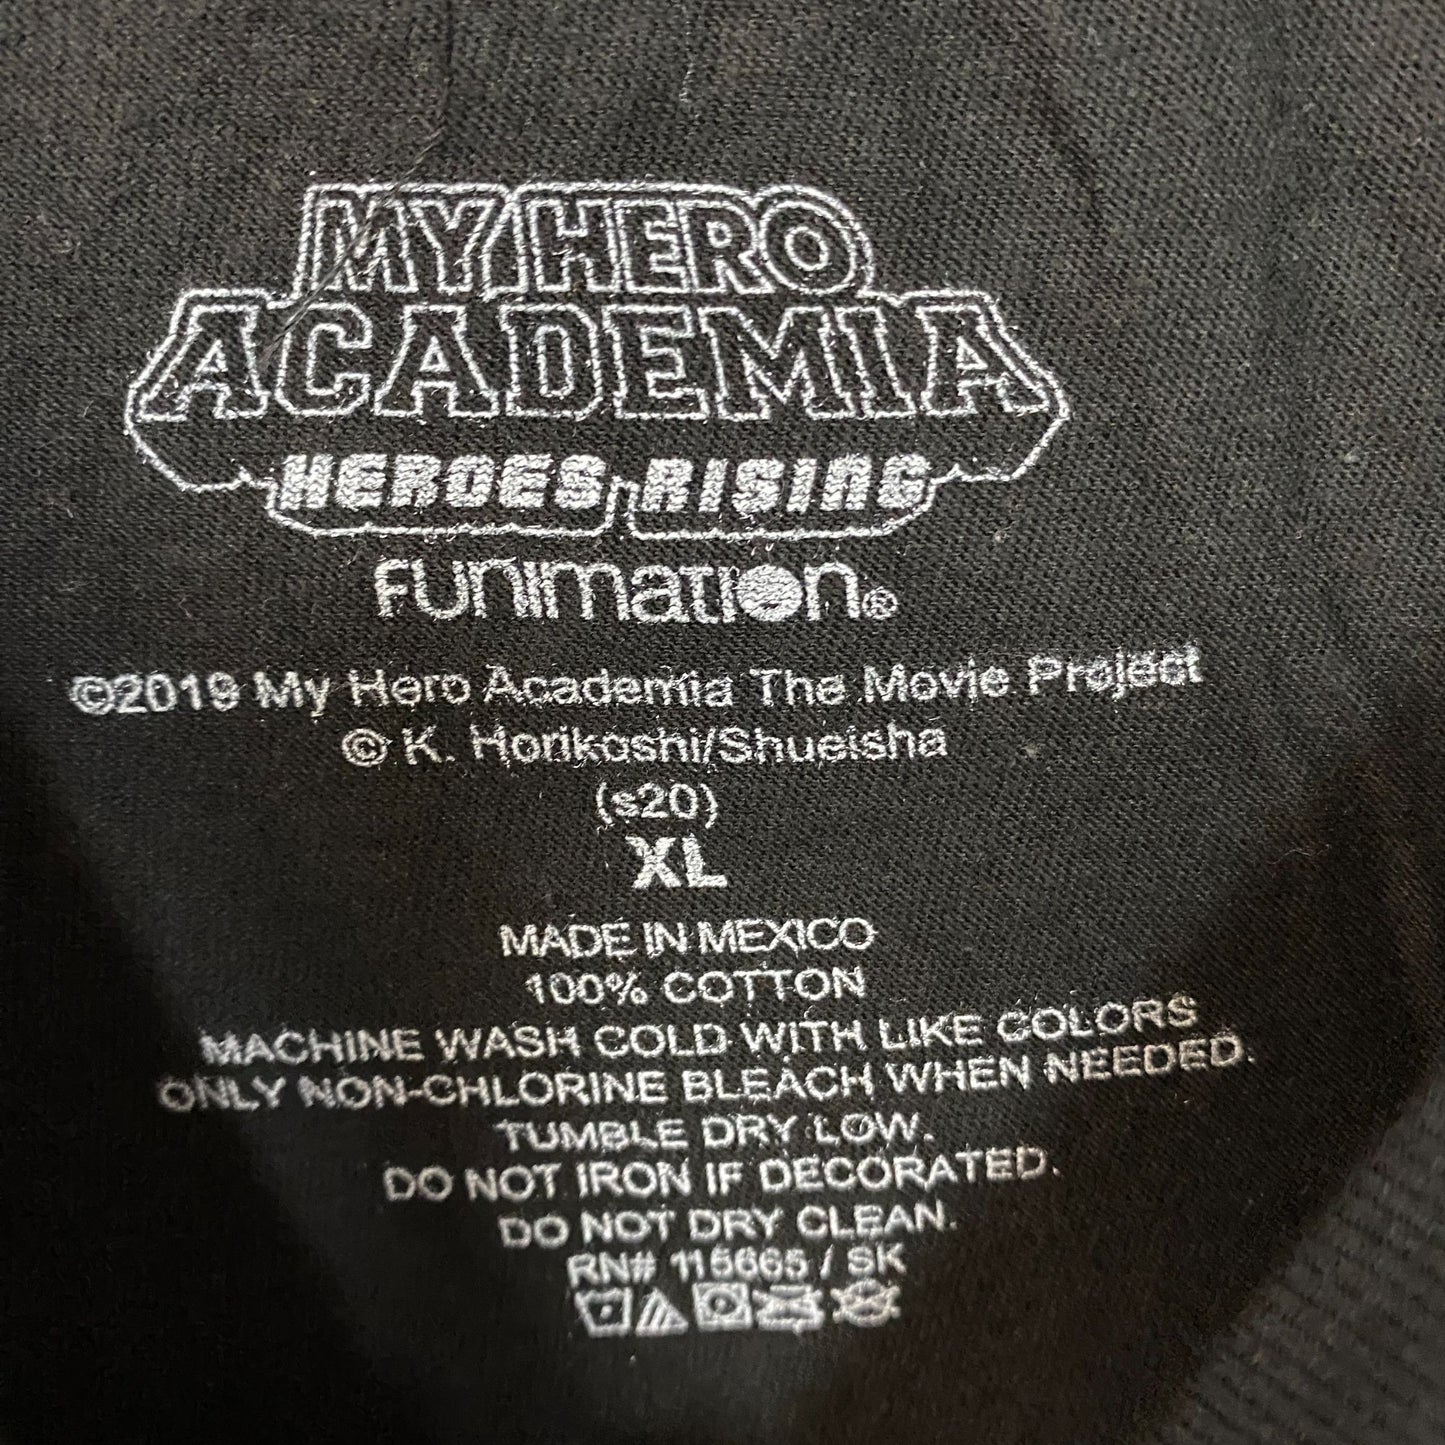 MY HERO
ACADEMIA
HEROES RISING
FUnimation®
©2019 My Hero Academia The Movie Project
© K. Horikoshi/Shueisha
(s20)
XL
MADE IN MEXICO
100% COTTON
MACHINE WASH COLD WITH LIKE COLORS
ONLY NON-CHLORINE BLEACH WHEN NEEDED.
TUMBLE DRY LOW.
DO NOT IRON IF DECORATED.
DO NOT DRY CLEAN.
RN# 115665 / SK